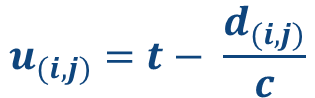 u(i,j) = t − d(i,j) / c